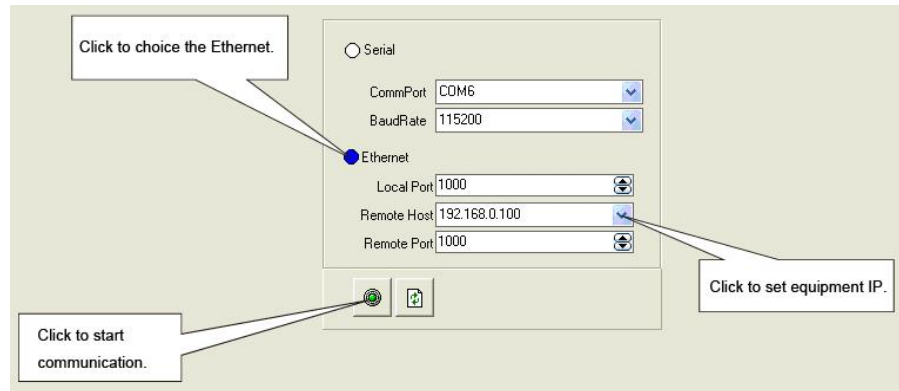 Click to choice the Ethernet.
Serial
CommPort COM6
BaudRate 115200
Ethernet
Local Port 1000
Remote Host 192.168.0.100
Remote Port 1000
Click to set equipment IP.
Click to start
communication.